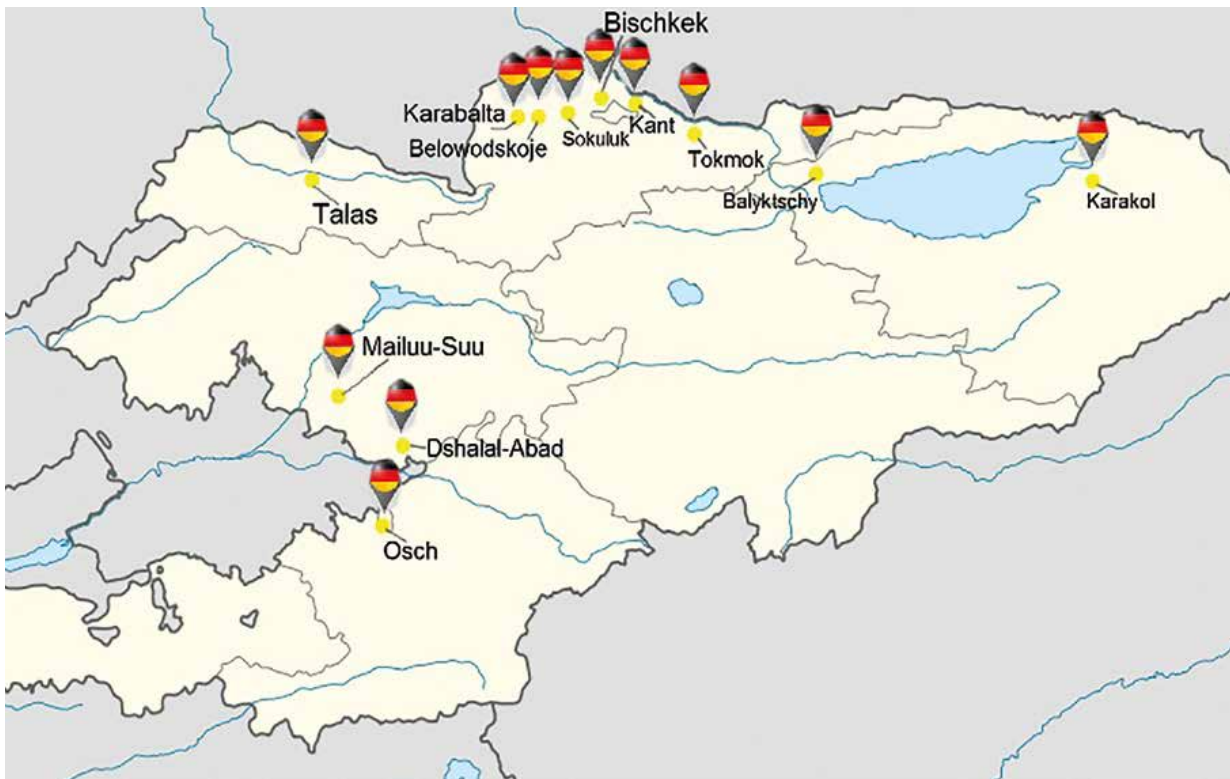 Bischkek
Karabalta
Belowodskoje
Sokuluk
Kant
Tokmok
Talas
Balyktschy
Karakol
Mailuu-Suu
Dshalal-Abad
Osch